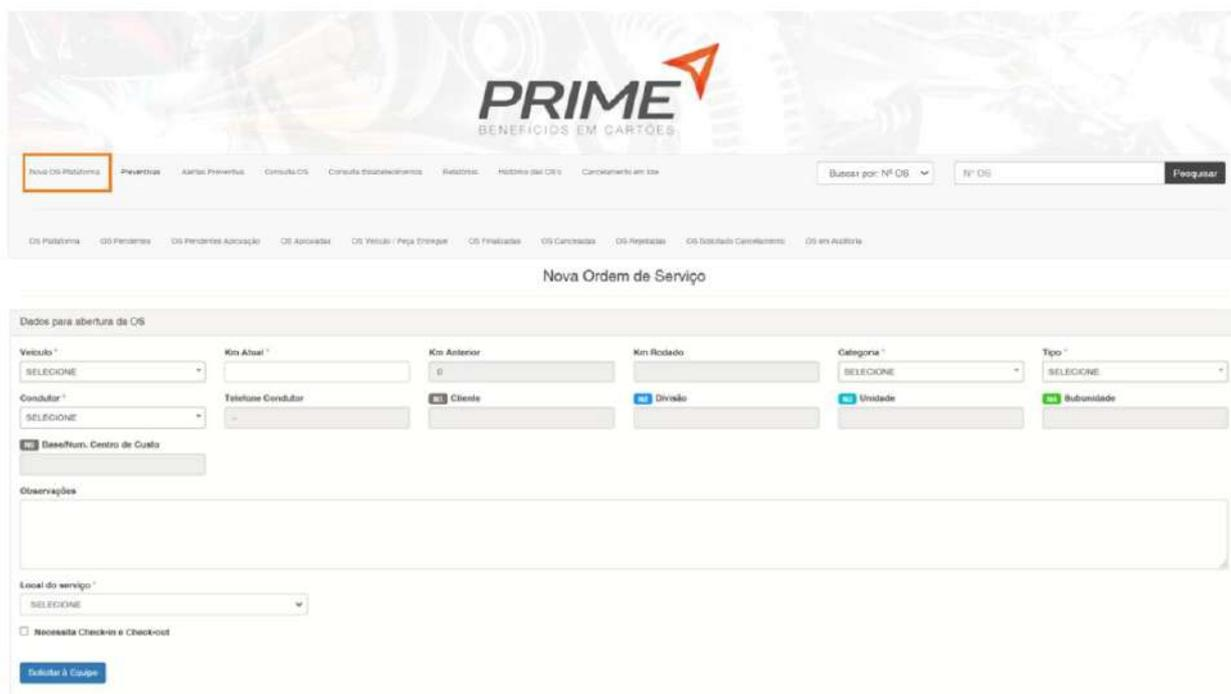 PRIME
BENEFÍCIOS EM CARTÕES
Nova OS Plataforma Preventivas Alertas Preventiva Consulta OS Consulta Estabelecimentos Relatórios Histórico das OS's Cancelamento em lote Buscar por: Nº OS Nº OS Pesquisar
OS Plataforma OS Pendentes OS Pendentes Aprovação OS Aprovadas OS Veículo / Peça Entregue OS Finalizadas OS Canceladas OS Rejeitadas OS Solicitado Cancelamento OS em Auditoria
Nova Ordem de Serviço
Dados para abertura da OS
Veículo * Km Atual * Km Anterior Km Rodado Categoria * Tipo *
SELECIONE 0 SELECIONE SELECIONE
Condutor * Telefone Condutor N1 Cliente N2 Divisão N3 Unidade N4 Subunidade
SELECIONE --
N5 Base/Num. Centro de Custo
Observações
Local do serviço *
SELECIONE
Necessita Check-in e Check-out
Solicitar à Equipe